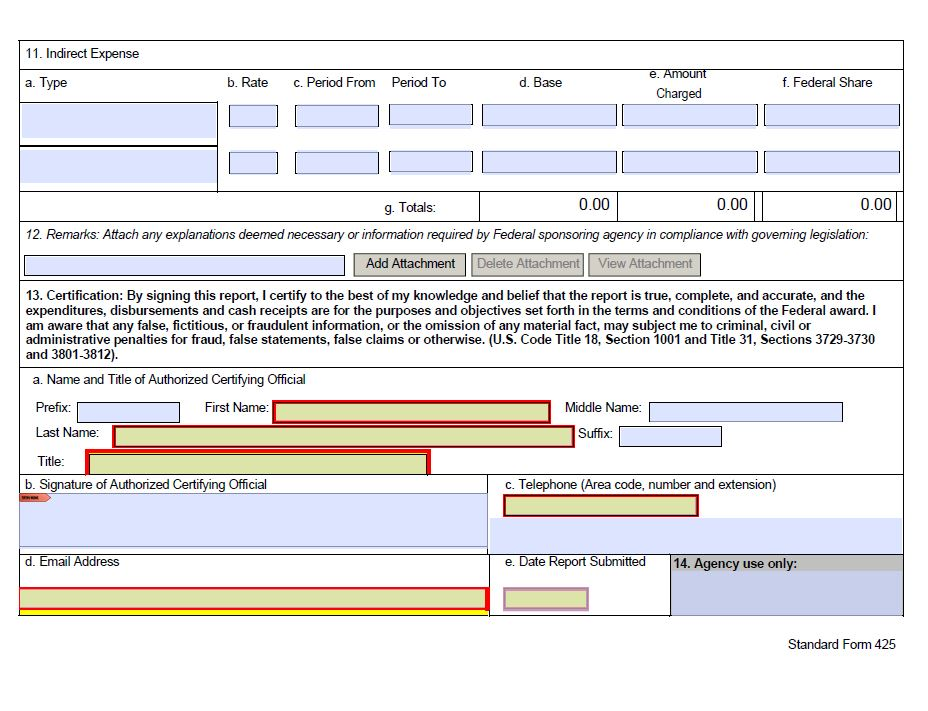 11. Indirect Expense
a. Type b. Rate c. Period From Period To d. Base e. Amount Charged f. Federal Share
g. Totals: 0.00 0.00 0.00
12. Remarks: Attach any explanations deemed necessary or information required by Federal sponsoring agency in compliance with governing legislation:
Add Attachment Delete Attachment View Attachment
13. Certification: By signing this report, I certify to the best of my knowledge and belief that the report is true, complete, and accurate, and the
expenditures, disbursements and cash receipts are for the purposes and objectives set forth in the terms and conditions of the Federal award. I
am aware that any false, fictitious, or fraudulent information, or the omission of any material fact, may subject me to criminal, civil or
administrative penalties for fraud, false statements, false claims or otherwise. (U.S. Code Title 18, Section 1001 and Title 31, Sections 3729-3730
and 3801-3812).
a. Name and Title of Authorized Certifying Official
Prefix: First Name: Middle Name:
Last Name: Suffix:
Title:
b. Signature of Authorized Certifying Official c. Telephone (Area code, number and extension)
d. Email Address e. Date Report Submitted 14. Agency use only:
Standard Form 425